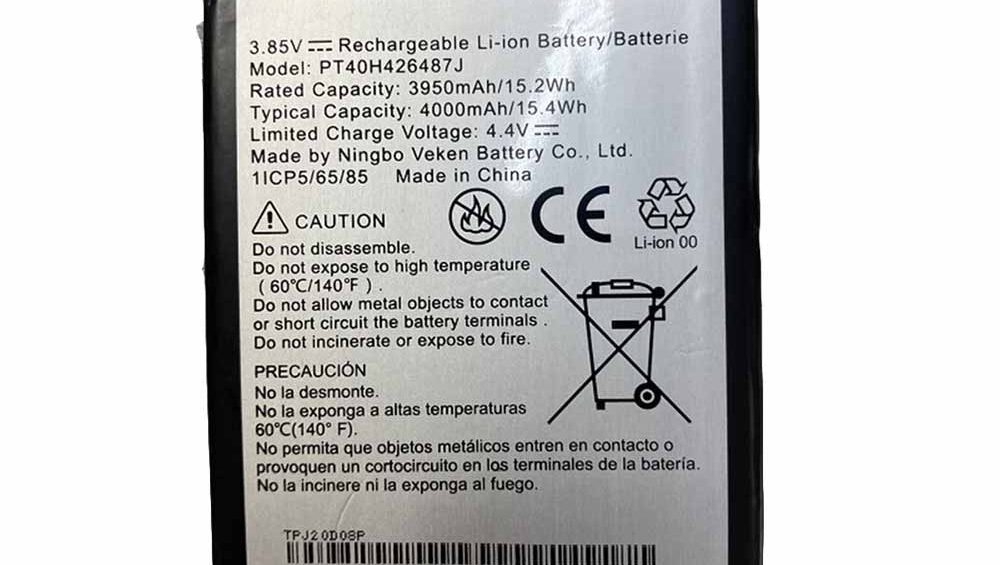 3.85V ⎓ Rechargeable Li-ion Battery/Batterie
Model: PT40H426487J
Rated Capacity: 3950mAh/15.2Wh
Typical Capacity: 4000mAh/15.4Wh
Limited Charge Voltage: 4.4V ⎓
Made by Ningbo Veken Battery Co., Ltd.
1ICP5/65/85 Made in China
CAUTION
CE
Li-ion 00
Do not disassemble.
Do not expose to high temperature
( 60℃/140°F ) .
Do not allow metal objects to contact
or short circuit the battery terminals .
Do not incinerate or expose to fire.
PRECAUCIÓN
No la desmonte.
No la exponga a altas temperaturas
60℃(140° F).
No permita que objetos metálicos entren en contacto o
provoquen un cortocircuito en los terminales de la batería.
No la incinere ni la exponga al fuego.
TPJ20D08P